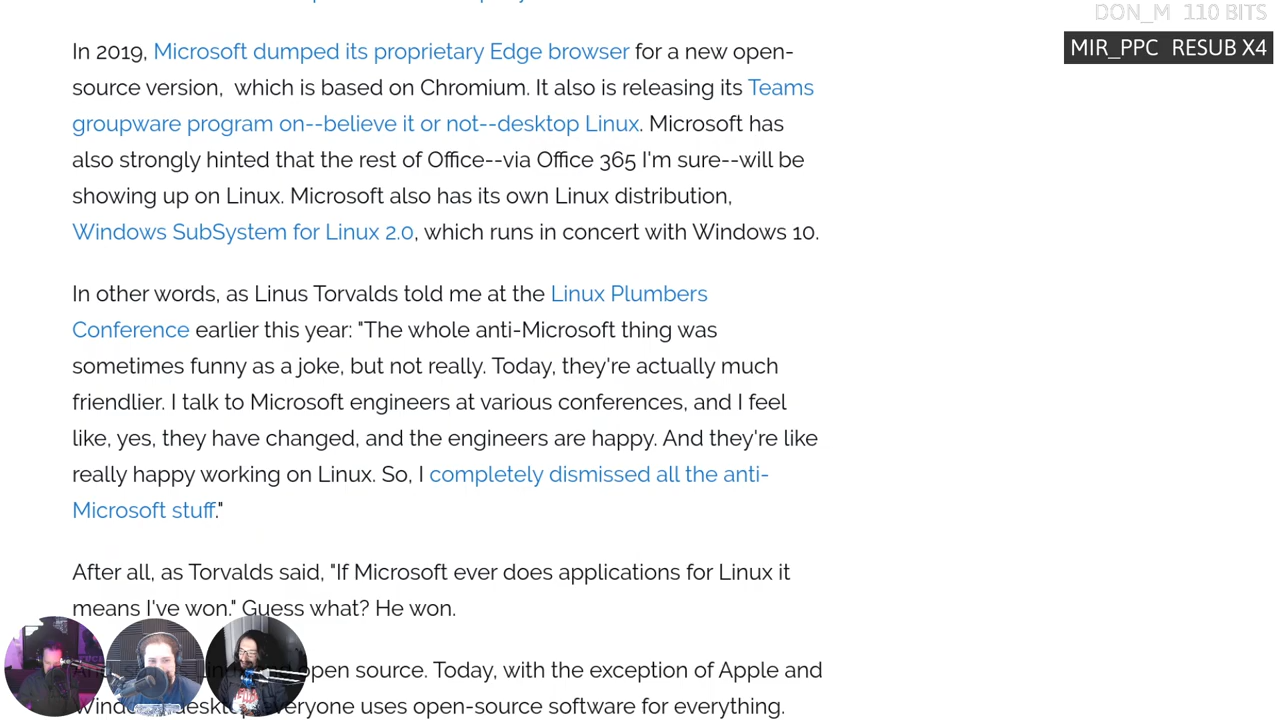 DON_M 110 BITS
MIR_PPC RESUB X4
In 2019, Microsoft dumped its proprietary Edge browser for a new open-
source version,  which is based on Chromium. It also is releasing its Teams
groupware program on--believe it or not--desktop Linux. Microsoft has
also strongly hinted that the rest of Office--via Office 365 I'm sure--will be
showing up on Linux. Microsoft also has its own Linux distribution,
Windows SubSystem for Linux 2.0, which runs in concert with Windows 10.
In other words, as Linus Torvalds told me at the Linux Plumbers
Conference earlier this year: "The whole anti-Microsoft thing was
sometimes funny as a joke, but not really. Today, they're actually much
friendlier. I talk to Microsoft engineers at various conferences, and I feel
like, yes, they have changed, and the engineers are happy. And they're like
really happy working on Linux. So, I completely dismissed all the anti-
Microsoft stuff."
After all, as Torvalds said, "If Microsoft ever does applications for Linux it
means I've won." Guess what? He won.
open source. Today, with the exception of Apple and
everyone uses open-source software for everything.